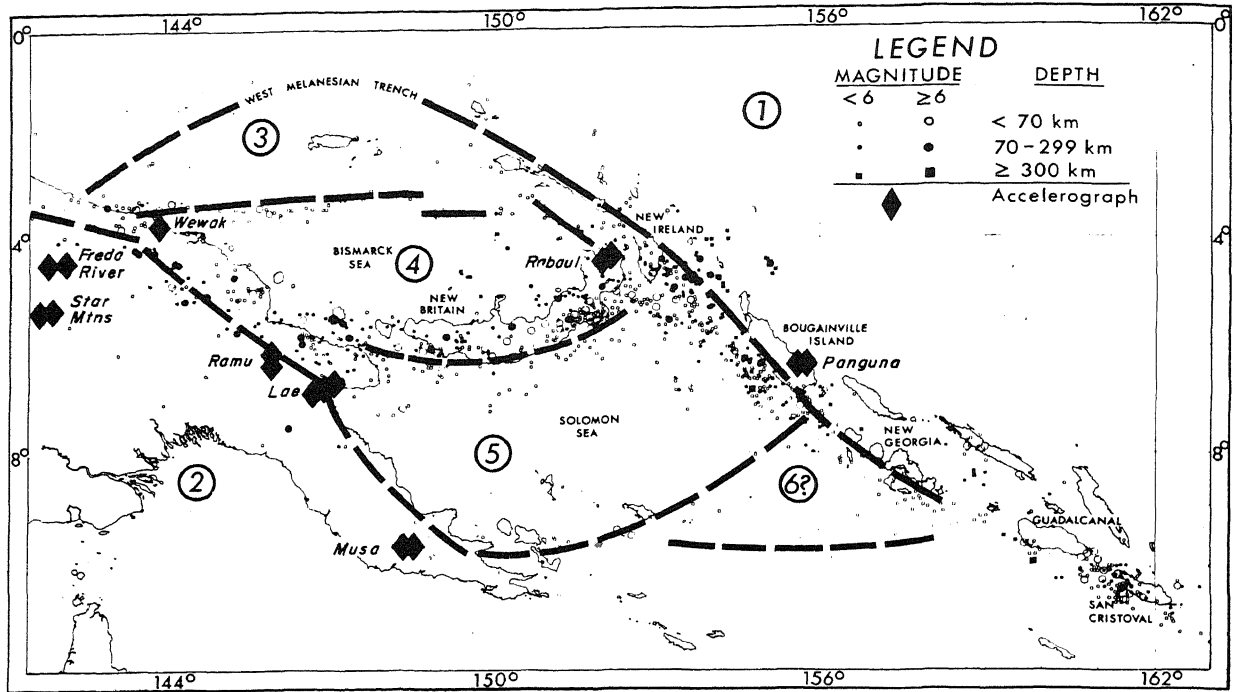 144° 150° 156° 162°
0° 0°
LEGEND
MAGNITUDE DEPTH
<6 ≥6
< 70 km
70-299 km
≥ 300 km
Accelerograph
WEST MELANESIAN TRENCH
1
3
NEW
IRELAND
Wewak
4° 4°
BISMARCK
SEA
4
Rabaul
Freda
River
Star
Mtns
NEW
BRITAIN
BOUGAINVILLE
ISLAND
Panguna
Ramu
Lae
SOLOMON
SEA
NEW
GEORGIA
8° 8°
2
5
6?
GUADALCANAL
Musa
SAN
CRISTOVAL
144° 150° 156° 162°